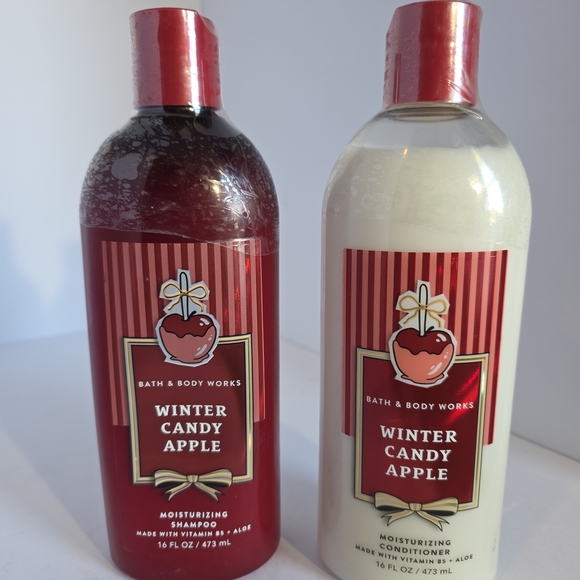 BATH & BODY WORKS
WINTER
CANDY
APPLE
MOISTURIZING
SHAMPOO
MADE WITH VITAMIN B5 + ALOE
16 FL OZ / 473 mL
BATH & BODY WORKS
WINTER
CANDY
APPLE
MOISTURIZING
CONDITIONER
MADE WITH VITAMIN B5 + ALOE
16 FL OZ / 473 mL